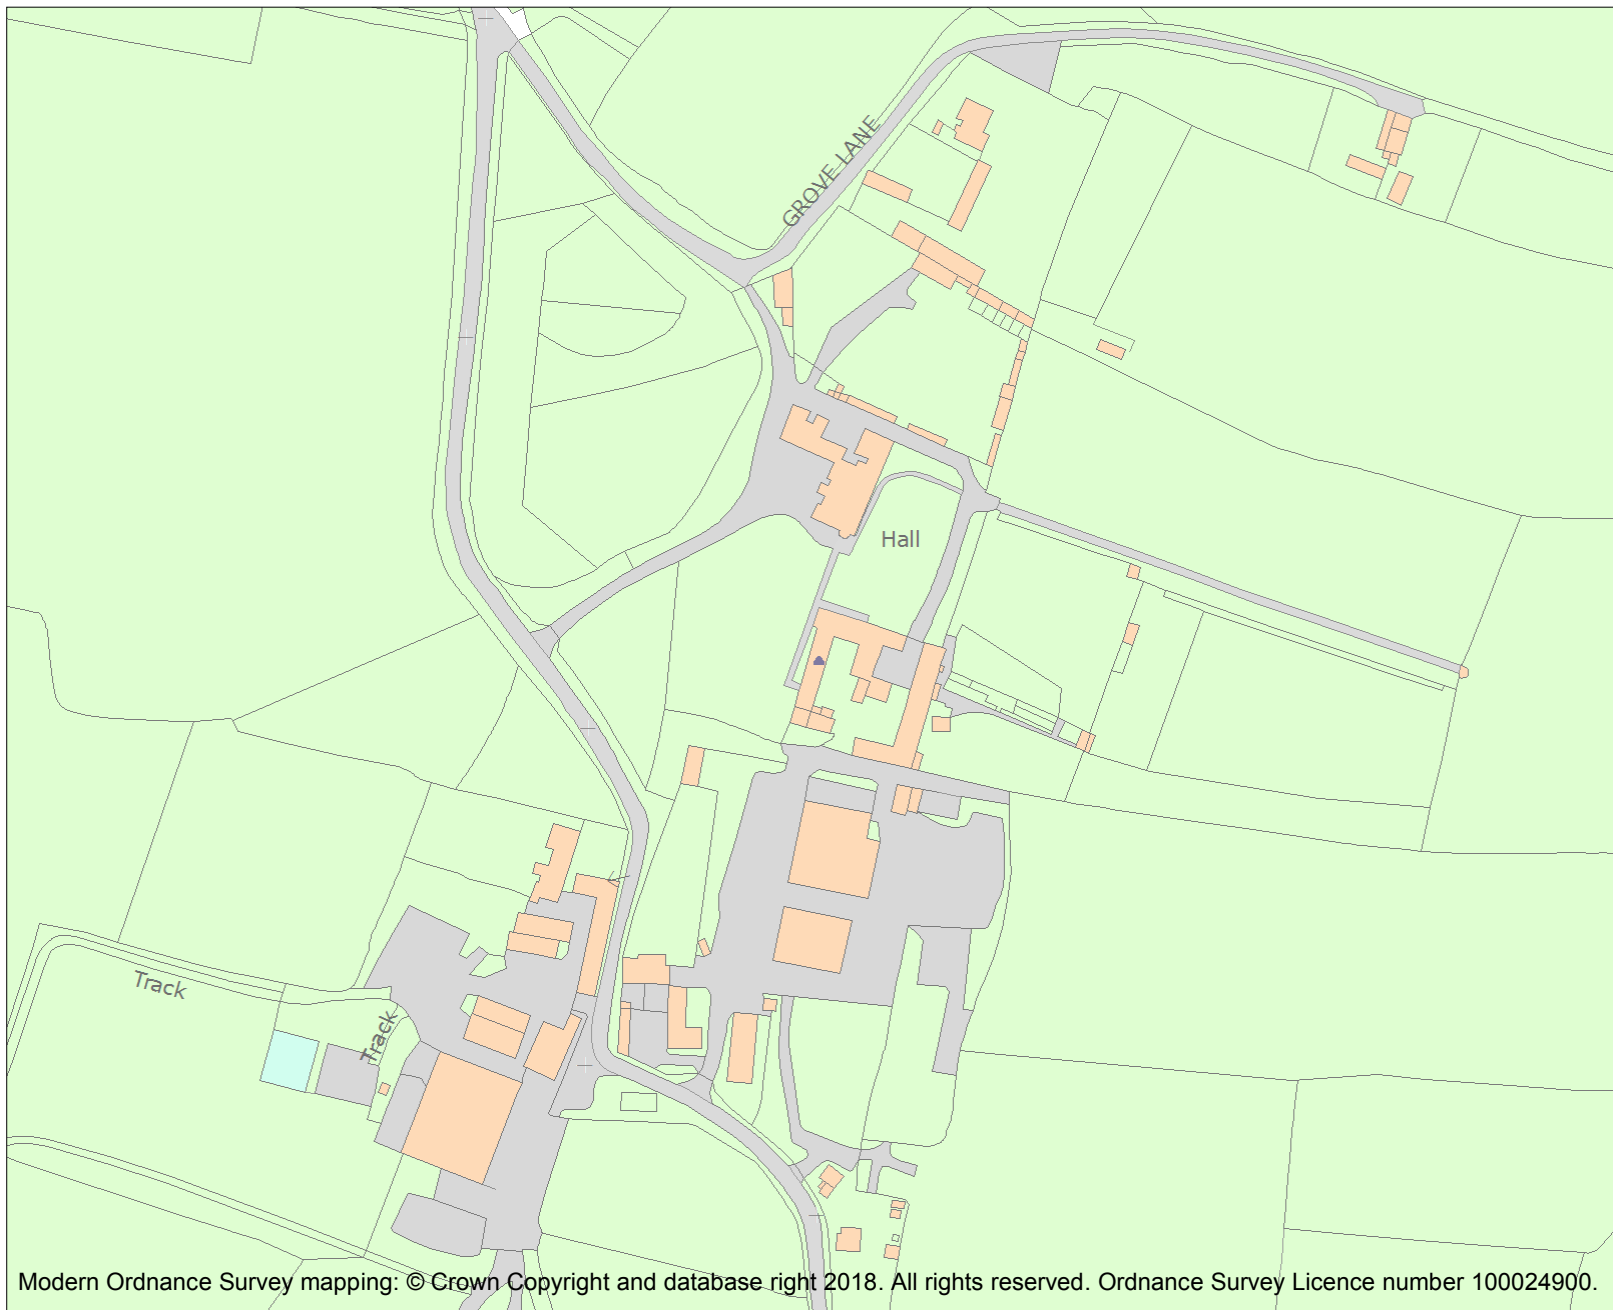 GROVE LANE
Hall
Track
Track
Modern Ordnance Survey mapping: © Crown Copyright and database right 2018. All rights reserved. Ordnance Survey Licence number 100024900.